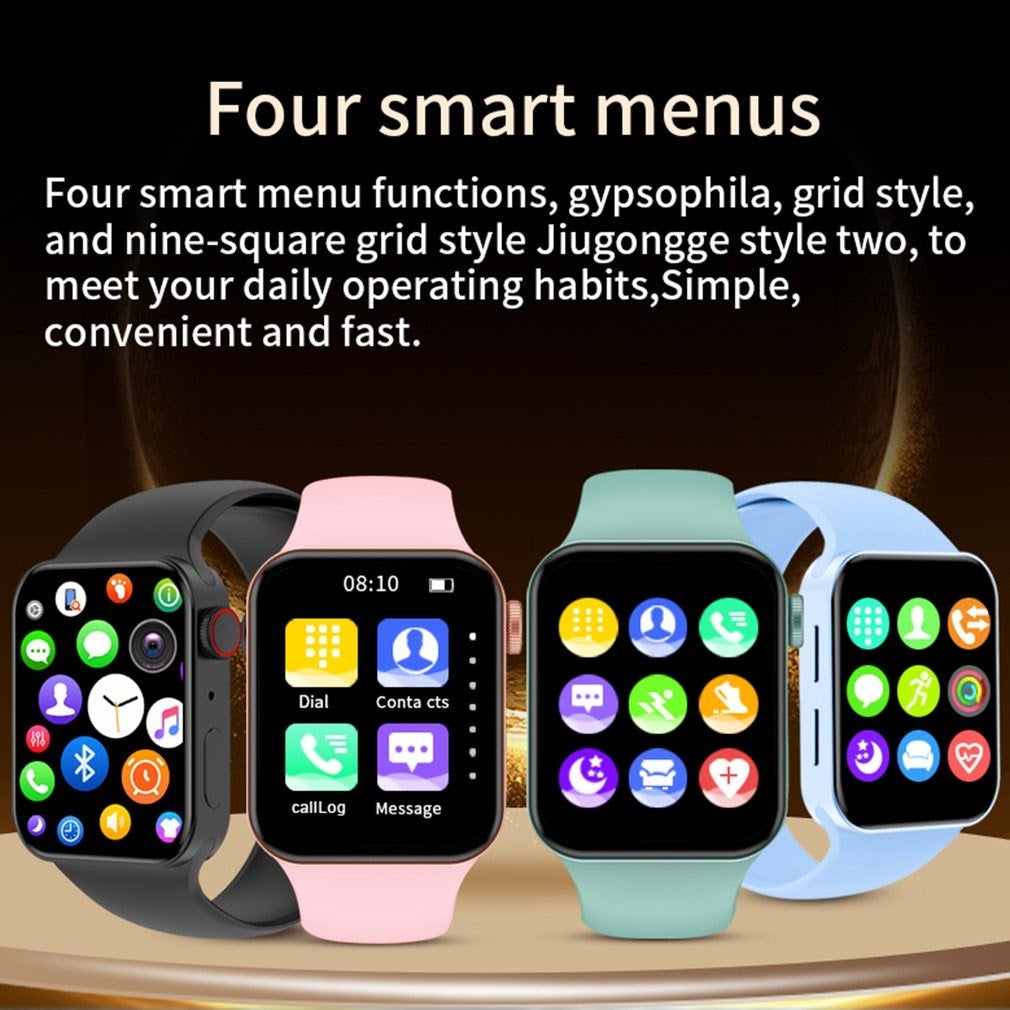 Four smart menus
Four smart menu functions, gypsophila, grid style,
and nine-square grid style Jiugongge style two, to
meet your daily operating habits,Simple,
convenient and fast.
08:10
Dial
Conta cts
callLog
Message